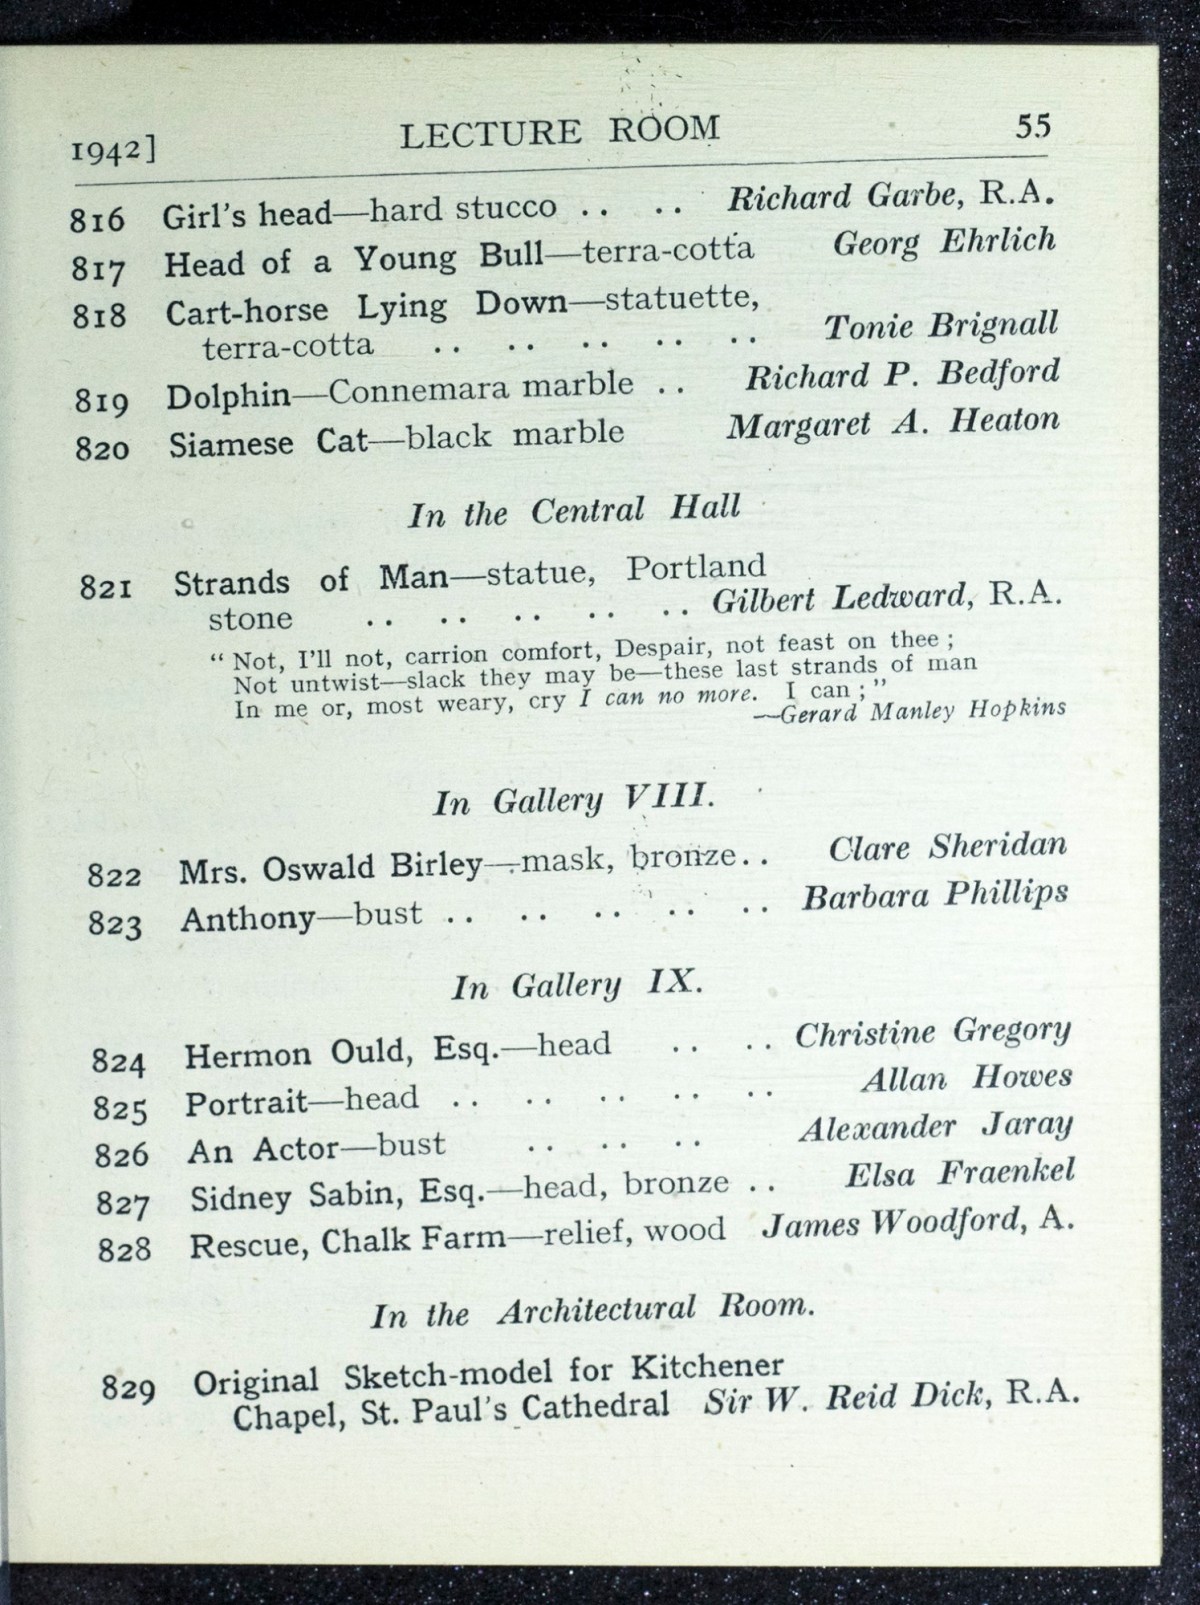 1942] LECTURE ROOM 55
816 Girl's head—hard stucco .. .. Richard Garbe, R.A.
817 Head of a Young Bull—terra-cotta Georg Ehrlich
818 Cart-horse Lying Down—statuette,
terra-cotta .. .. .. .. .. Tonie Brignall
819 Dolphin—Connemara marble .. Richard P. Bedford
820 Siamese Cat—black marble Margaret A. Heaton
In the Central Hall
821 Strands of Man—statue, Portland
stone .. .. .. .. .. Gilbert Ledward, R.A.
“ Not, I'll not, carrion comfort, Despair, not feast on thee ;
Not untwist—slack they may be—these last strands of man
In me or, most weary, cry I can no more. I can ; ”
—Gerard Manley Hopkins
In Gallery VIII.
822 Mrs. Oswald Birley—mask, bronze.. Clare Sheridan
823 Anthony—bust .. .. .. .. .. Barbara Phillips
In Gallery IX.
824 Hermon Ould, Esq.—head .. .. Christine Gregory
825 Portrait—head .. .. .. .. .. Allan Howes
826 An Actor—bust .. .. .. Alexander Jaray
827 Sidney Sabin, Esq.—head, bronze .. Elsa Fraenkel
828 Rescue, Chalk Farm—relief, wood James Woodford, A.
In the Architectural Room.
829 Original Sketch-model for Kitchener
Chapel, St. Paul's Cathedral Sir W. Reid Dick, R.A.